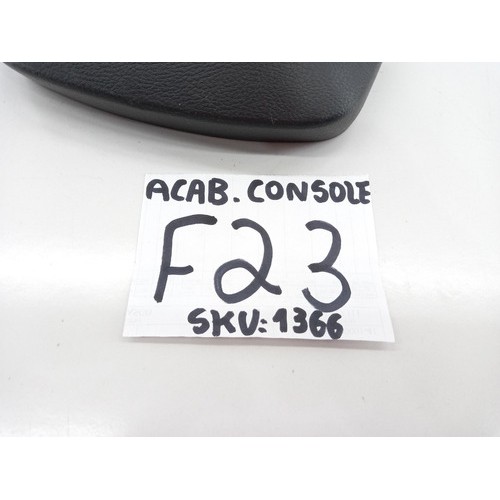 ACAB. CONSOLE
F23
SKU: 1366